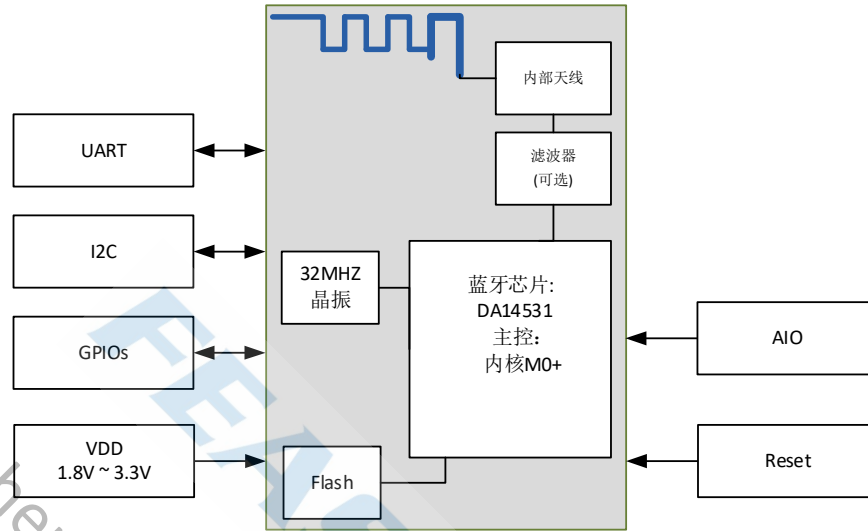 内部天线
滤波器
(可选)
UART
I2C
32MHZ
晶振
蓝牙芯片:
DA14531
主控：
内核M0+
GPIOs
AIO
VDD
1.8V ~ 3.3V
Flash
Reset
FEAS